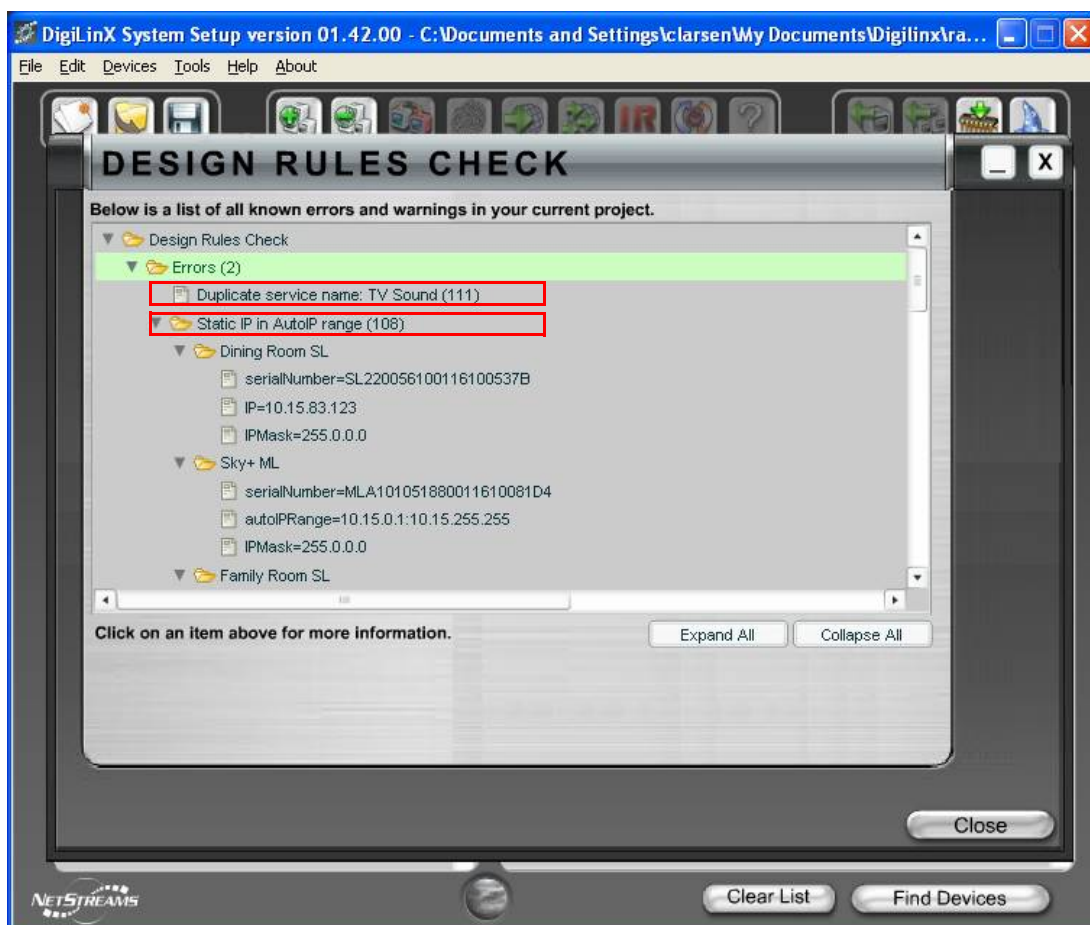 DigiLinX System Setup version 01.42.00 - C:\Documents and Settings\clarsen\My Documents\Digilinx\ra...
File Edit Devices Tools Help About
IR
DESIGN RULES CHECK
Below is a list of all known errors and warnings in your current project.
Design Rules Check
Errors (2)
Duplicate service name: TV Sound (111)
Static IP in AutoIP range (108)
Dining Room SL
serialNumber=SL220056100116100537B
IP=10.15.83.123
IPMask=255.0.0.0
Sky+ ML
serialNumber=MLA101051880011610081D4
autoIPRange=10.15.0.1:10.15.255.255
IPMask=255.0.0.0
Family Room SL
Click on an item above for more information.
Expand All Collapse All
Close
NETSTREAMS
Clear List Find Devices